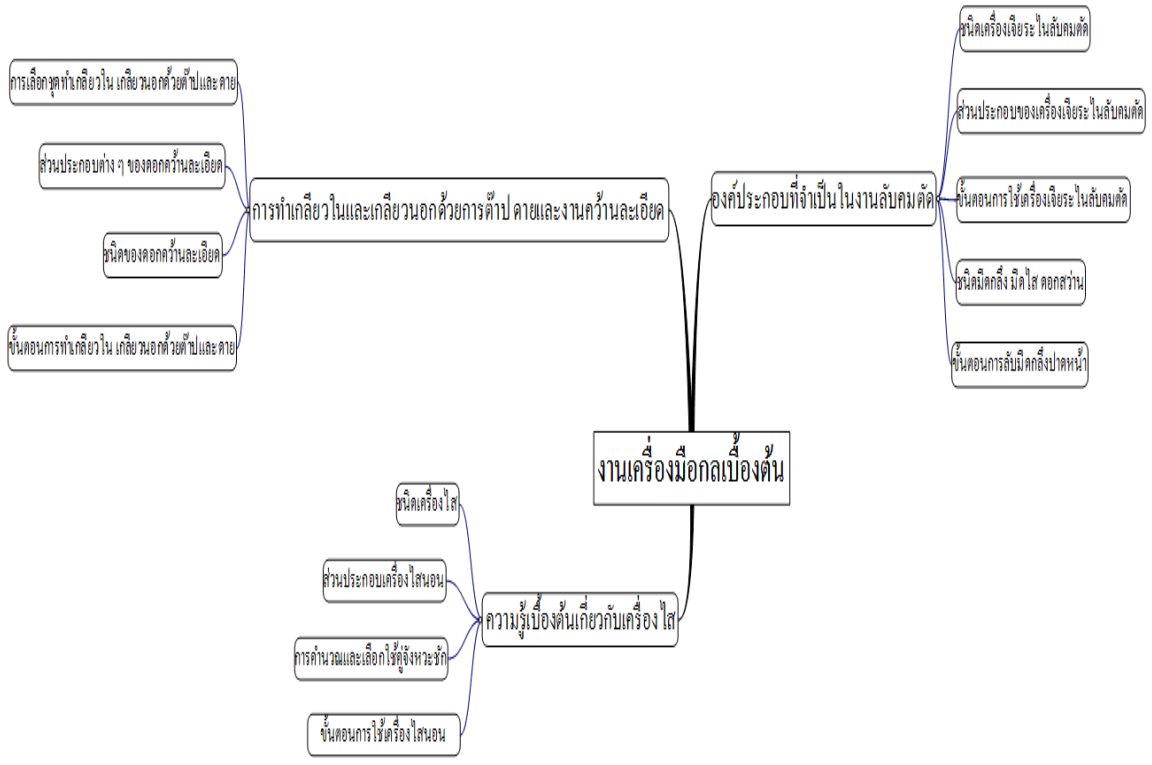 ชนิดเครื่องเจียระไนลับคมตัด
การเลือกชุดทำเกลียวใน เกลียวนอกด้วยต๊าปและดาย
ส่วนประกอบของเครื่องเจียระไนลับคมตัด
ส่วนประกอบต่าง ๆ ของดอกคว้านละเอียด
การทำเกลียวในและเกลียวนอกด้วยการต๊าป ดายและงานคว้านละเอียด
องค์ประกอบที่จำเป็นในงานลับคมตัด
ขั้นตอนการใช้เครื่องเจียระไนลับคมตัด
ชนิดของดอกคว้านละเอียด
ชนิดมีดกลึง มีดไส ดอกสว่าน
ขั้นตอนการทำเกลียวใน เกลียวนอกด้วยต๊าปและดาย
ขั้นตอนการลับมีดกลึงปาดหน้า
งานเครื่องมือกลเบื้องต้น
ชนิดเครื่องไส
ส่วนประกอบเครื่องไสนอน
ความรู้เบื้องต้นเกี่ยวกับเครื่องไส
การคำนวณและเลือกใช้คู่จังหวะชัก
ขั้นตอนการใช้เครื่องไสนอน